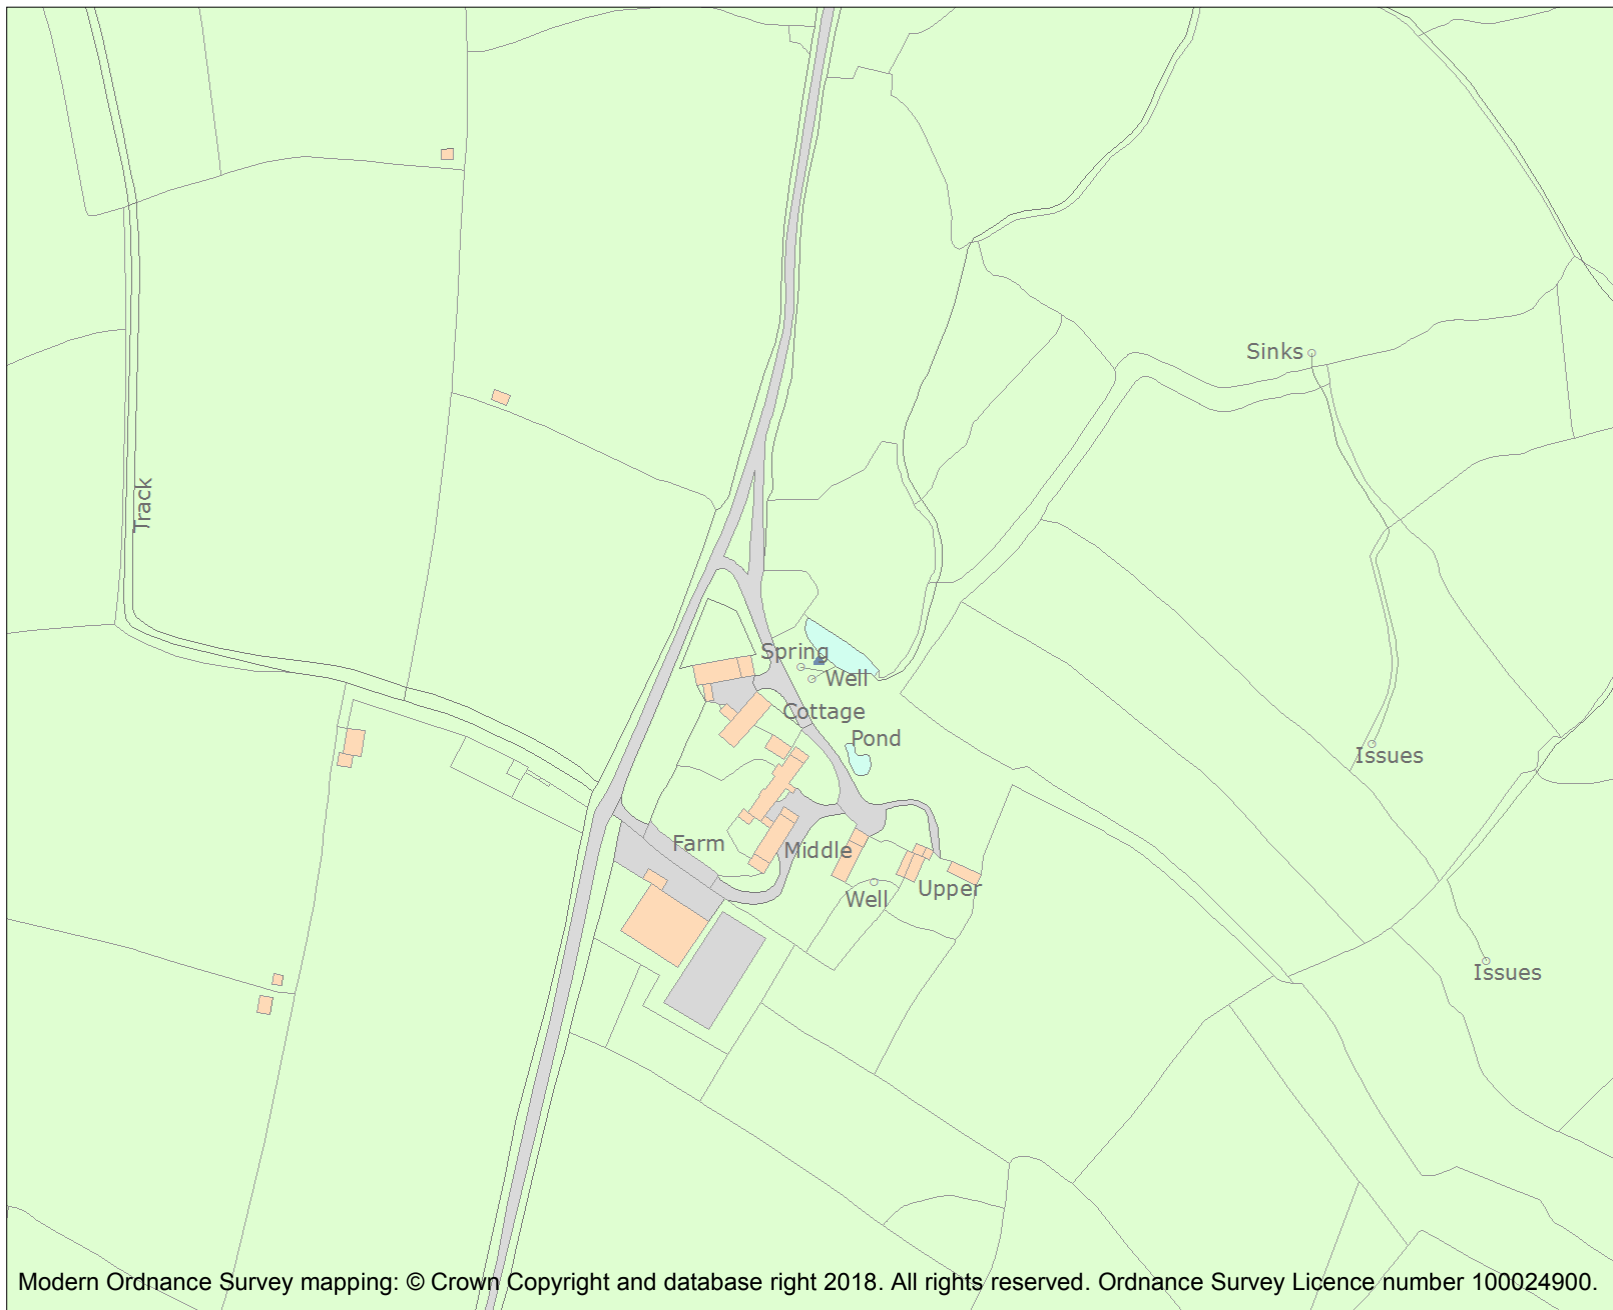 Sinks
Track
Spring
Well
Cottage
Pond
Issues
Farm
Middle
Upper
Well
Issues
Modern Ordnance Survey mapping: © Crown Copyright and database right 2018. All rights reserved. Ordnance Survey Licence number 100024900.